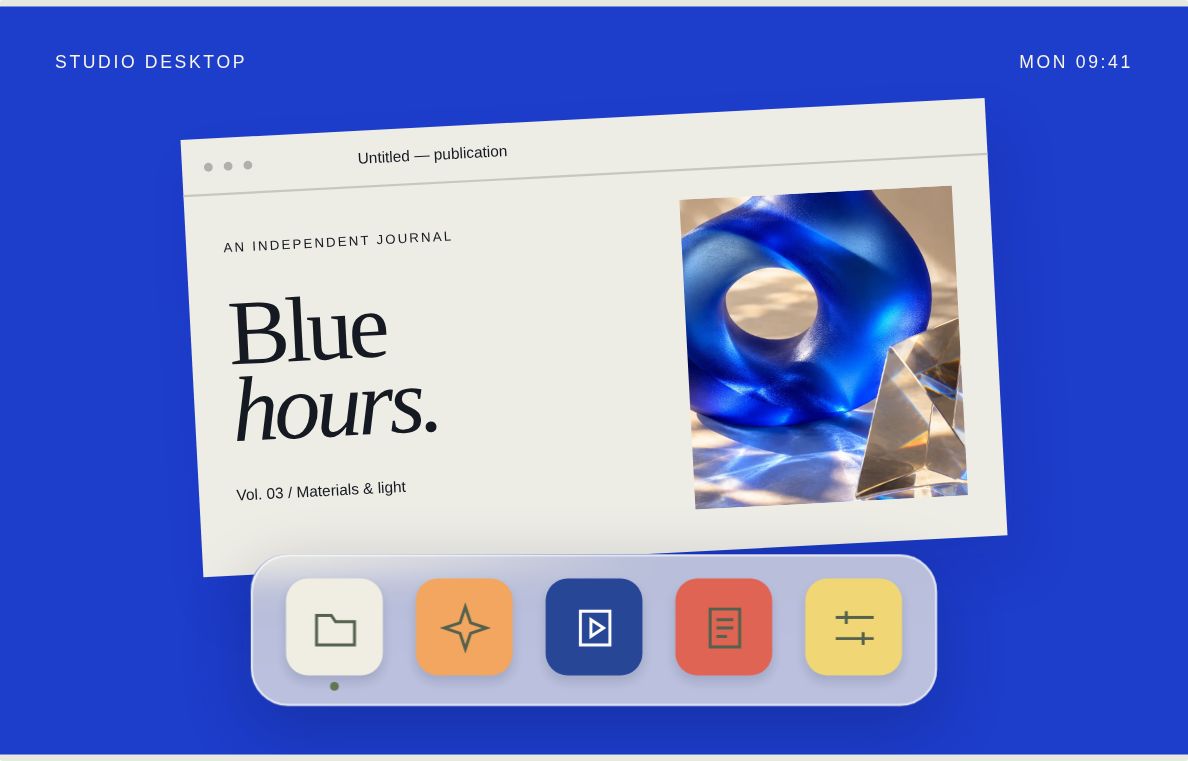 STUDIO DESKTOP
MON 09:41
Untitled — publication
AN INDEPENDENT JOURNAL
Blue
hours.
Vol. 03 / Materials & light